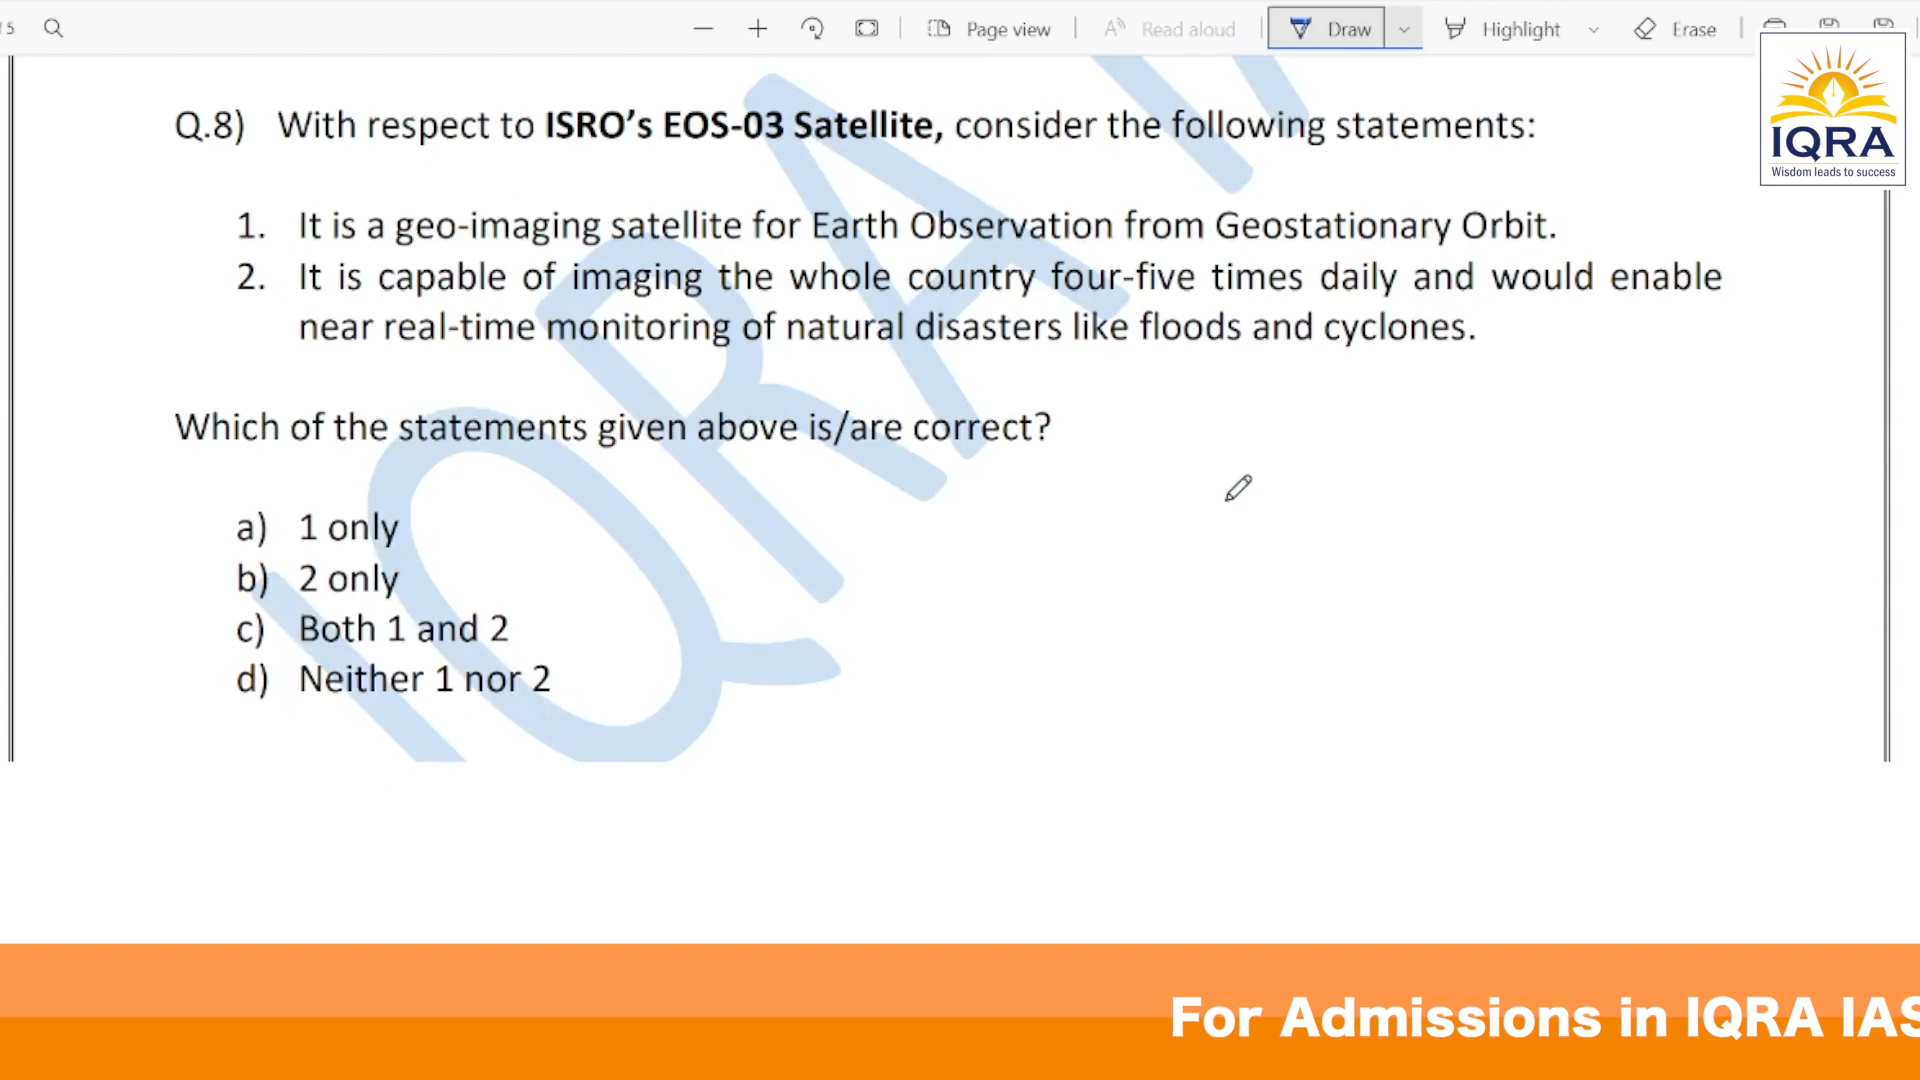 5
Page view
Read aloud
Draw
Highlight
Erase
IQRA
Wisdom leads to success
Q.8) With respect to ISRO’s EOS-03 Satellite, consider the following statements:
1. It is a geo-imaging satellite for Earth Observation from Geostationary Orbit.
2. It is capable of imaging the whole country four-five times daily and would enable
near real-time monitoring of natural disasters like floods and cyclones.
Which of the statements given above is/are correct?
a) 1 only
b) 2 only
c) Both 1 and 2
d) Neither 1 nor 2
IQRA
For Admissions in IQRA IAS